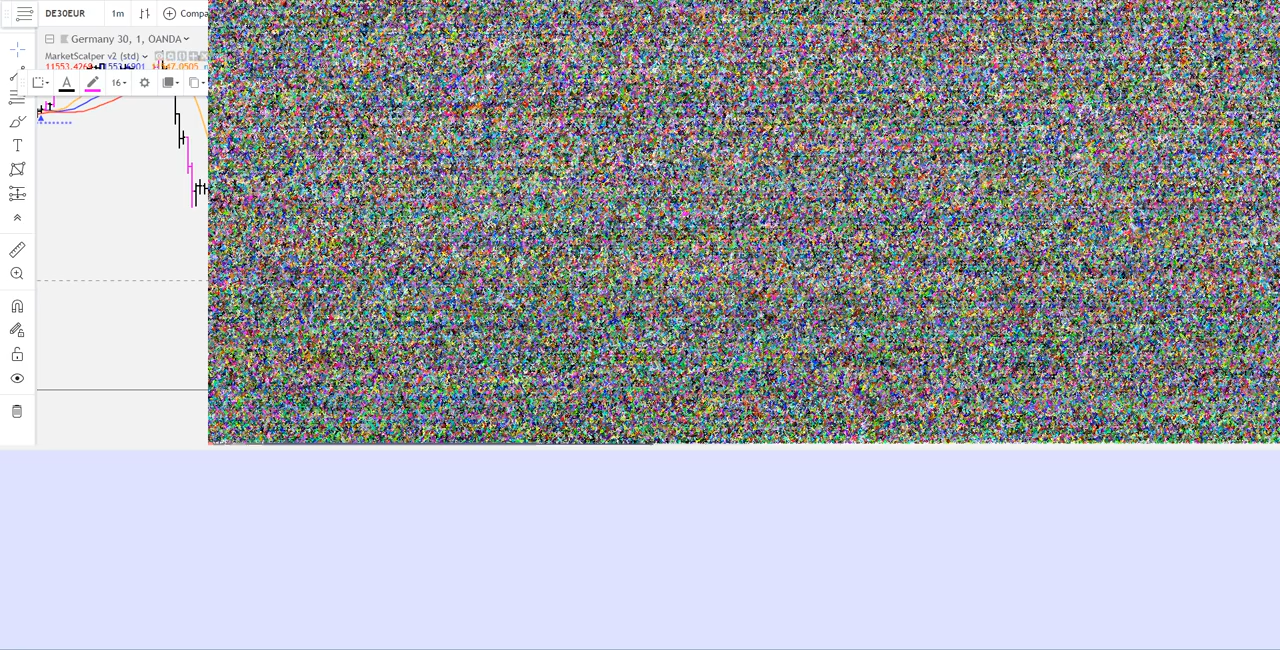 DE30EUR 1m Compa
Germany 30, 1, OANDA
MarketScalper v2 (std)
16